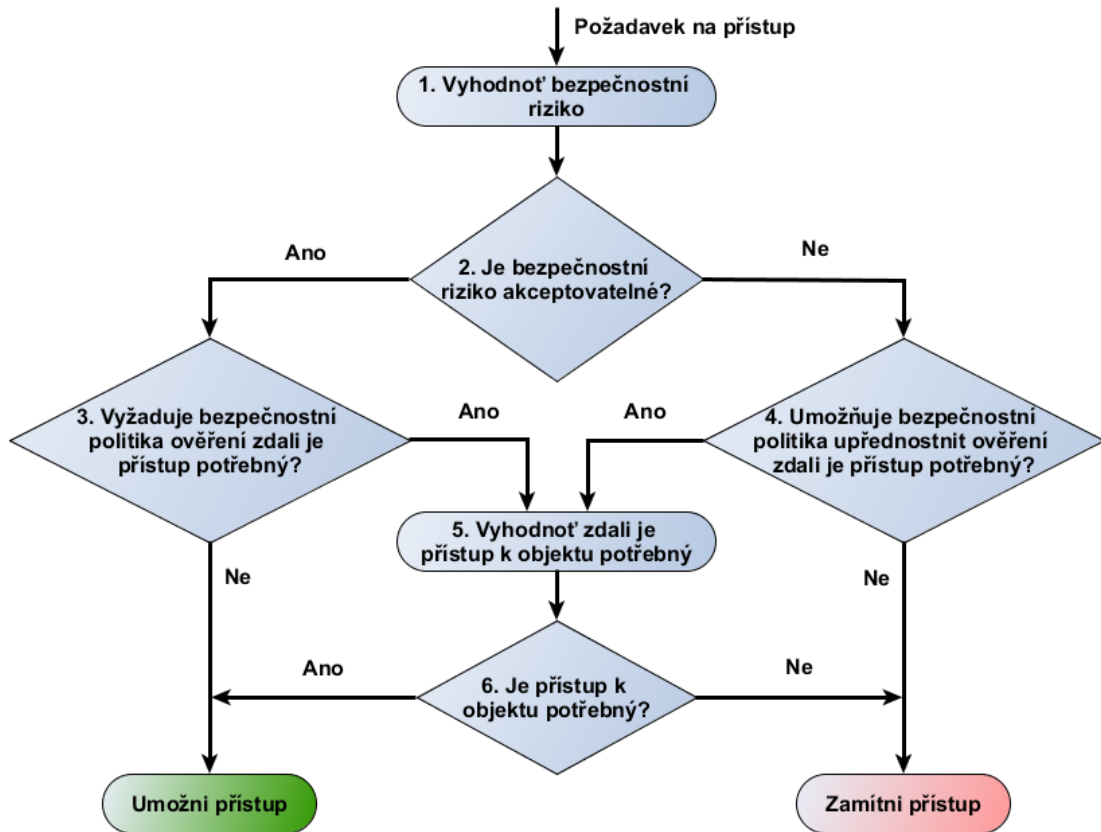 Požadavek na přístup
1. Vyhodnoť bezpečnostní
riziko
Ano
Ne
2. Je bezpečnostní
riziko akceptovatelné?
3. Vyžaduje bezpečnostní
politika ověření zdali je
přístup potřebný?
Ano
Ano
4. Umožňuje bezpečnostní
politika upřednostnit ověření
zdali je přístup potřebný?
5. Vyhodnoť zdali je
přístup k objektu potřebný
Ne
Ne
Ano
Ne
6. Je přístup k
objektu potřebný?
Umožni přístup
Zamítni přístup